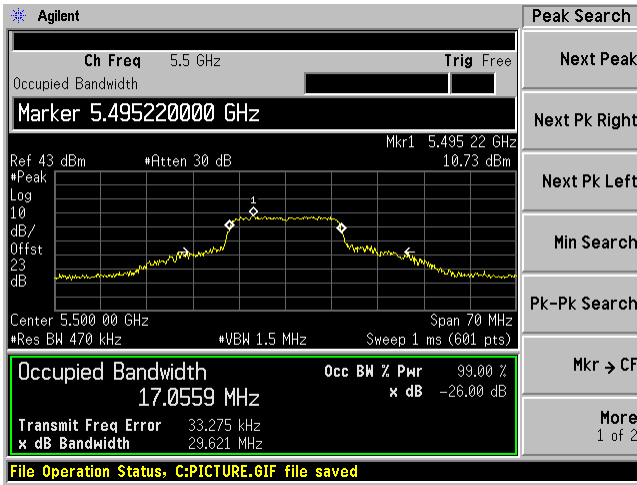 Agilent
Peak Search
Ch Freq 5.5 GHz Trig Free
Occupied Bandwidth
Next Peak
Marker 5.495220000 GHz
Next Pk Right
Mkr1 5.495 22 GHz
Ref 43 dBm #Atten 30 dB 10.73 dBm
#Peak
Log
10
dB/
Offst
23
dB
1
Next Pk Left
Min Search
Pk-Pk Search
Center 5.500 00 GHz Span 70 MHz
#Res BW 470 kHz #VBW 1.5 MHz Sweep 1 ms (601 pts)
Occupied Bandwidth Occ BW % Pwr 99.00 %
17.0559 MHz x dB -26.00 dB
Mkr → CF
Transmit Freq Error 33.275 kHz
x dB Bandwidth 29.621 MHz
More
1 of 2
File Operation Status, C:PICTURE.GIF file saved